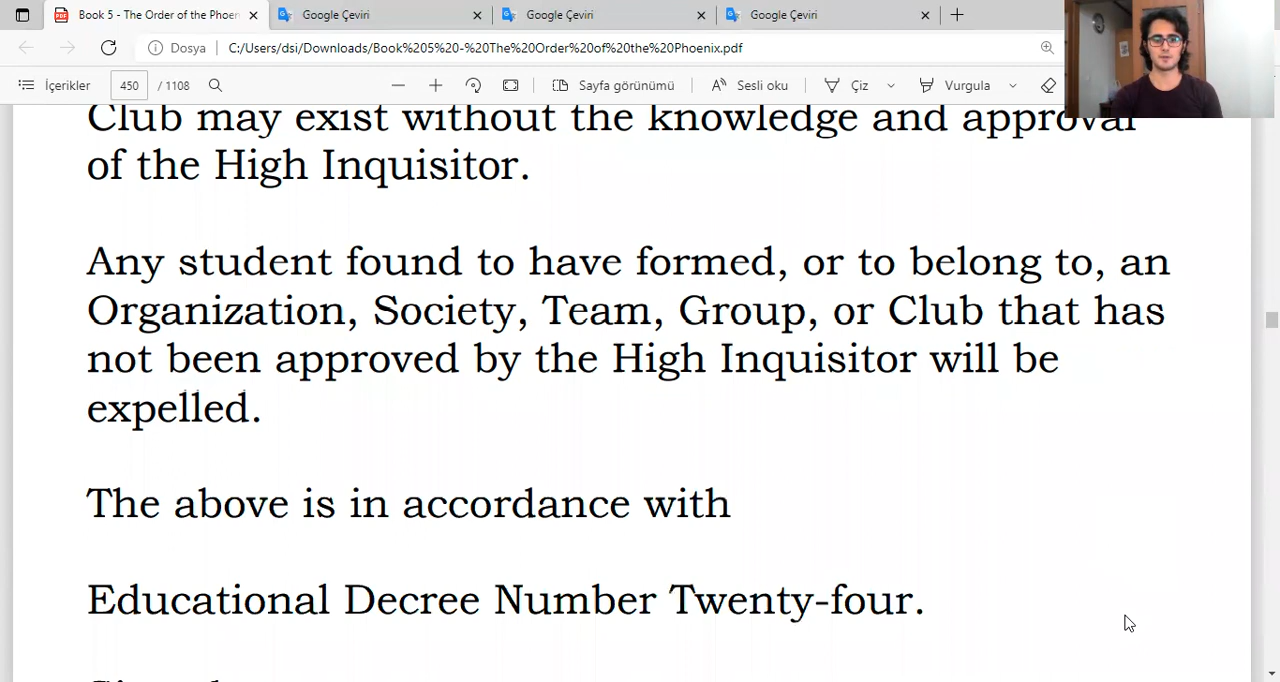 Book 5 - The Order of the Phoen
Google Çeviri
Google Çeviri
Google Çeviri
Dosya
C:/Users/dsi/Downloads/Book%205%20-%20The%20Order%20of%20the%20Phoenix.pdf
İçerikler
450 / 1108
Sayfa görünümü
Sesli oku
Çiz
Vurgula
Club may exist without the knowledge and approval
of the High Inquisitor.
Any student found to have formed, or to belong to, an
Organization, Society, Team, Group, or Club that has
not been approved by the High Inquisitor will be
expelled.
The above is in accordance with
Educational Decree Number Twenty-four.